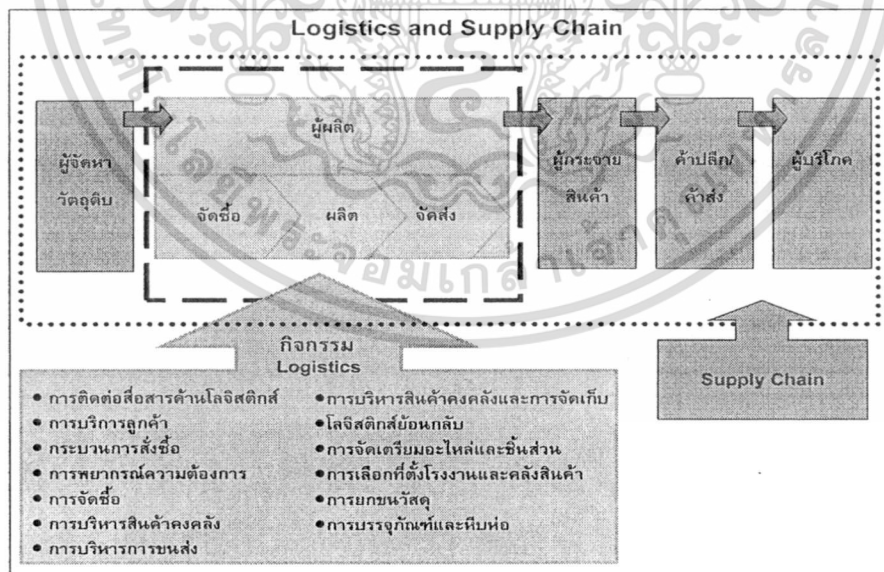 Logistics and Supply Chain
ผู้จัดหา
วัตถุดิบ
ผู้ผลิต
จัดซื้อ
ผลิต
จัดส่ง
ผู้กระจาย
สินค้า
ค้าปลีก/
ค้าส่ง
ผู้บริโภค
กิจกรรม
Logistics
Supply Chain
• การติดต่อสื่อสารด้านโลจิสติกส์
• การบริการลูกค้า
• กระบวนการสั่งซื้อ
• การพยากรณ์ความต้องการ
• การจัดซื้อ
• การบริหารสินค้าคงคลัง
• การบริหารการขนส่ง
• การบริหารสินค้าคงคลังและการจัดเก็บ
• โลจิสติกส์ย้อนกลับ
• การจัดเตรียมอะไหล่และชิ้นส่วน
• การเลือกที่ตั้งโรงงานและคลังสินค้า
• การยกขนวัสดุ
• การบรรจุภัณฑ์และหีบห่อ